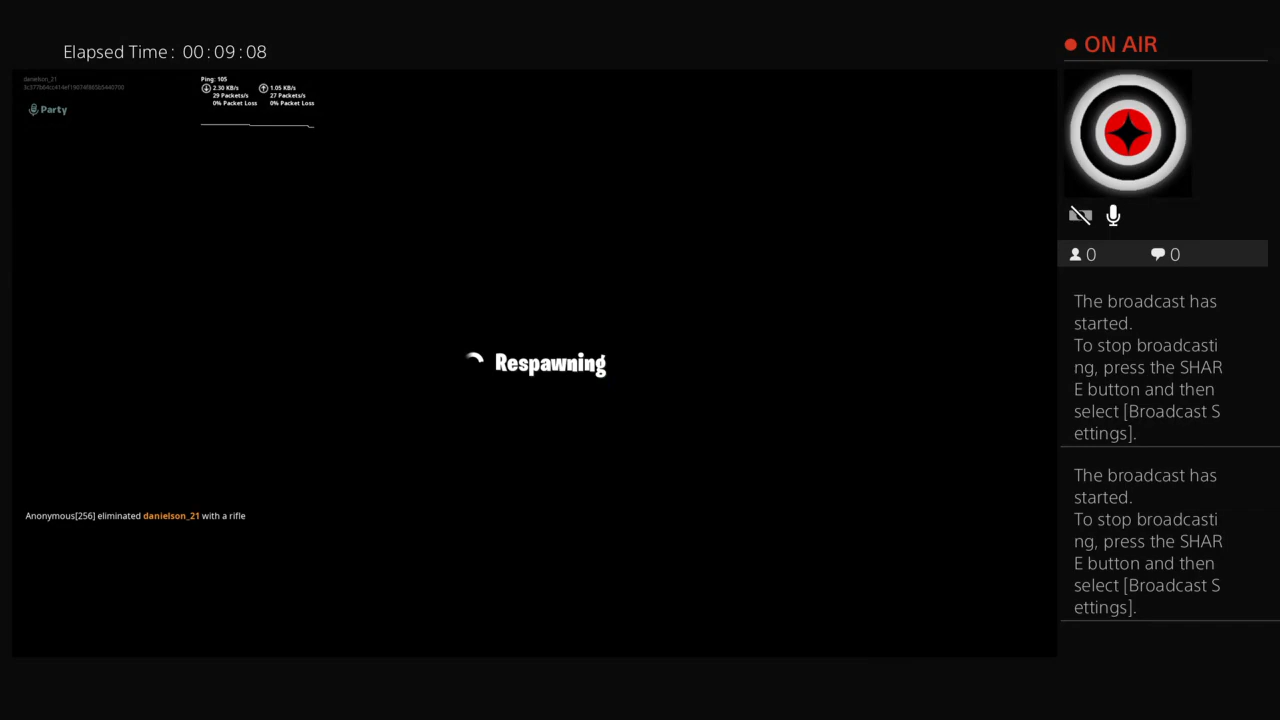 Elapsed Time: 00:09:08
ON AIR
danielson_21
Ping: 105
2.30 KB/s 1.05 KB/s
29 Packets/s 27 Packets/s
0% Packet Loss 0% Packet Loss
Party
0 0
The broadcast has
started.
To stop broadcasti
ng, press the SHAR
E button and then
select [Broadcast S
ettings].
Respawning
The broadcast has
started.
To stop broadcasti
ng, press the SHAR
E button and then
select [Broadcast S
ettings].
Anonymous[256] eliminated danielson_21 with a rifle